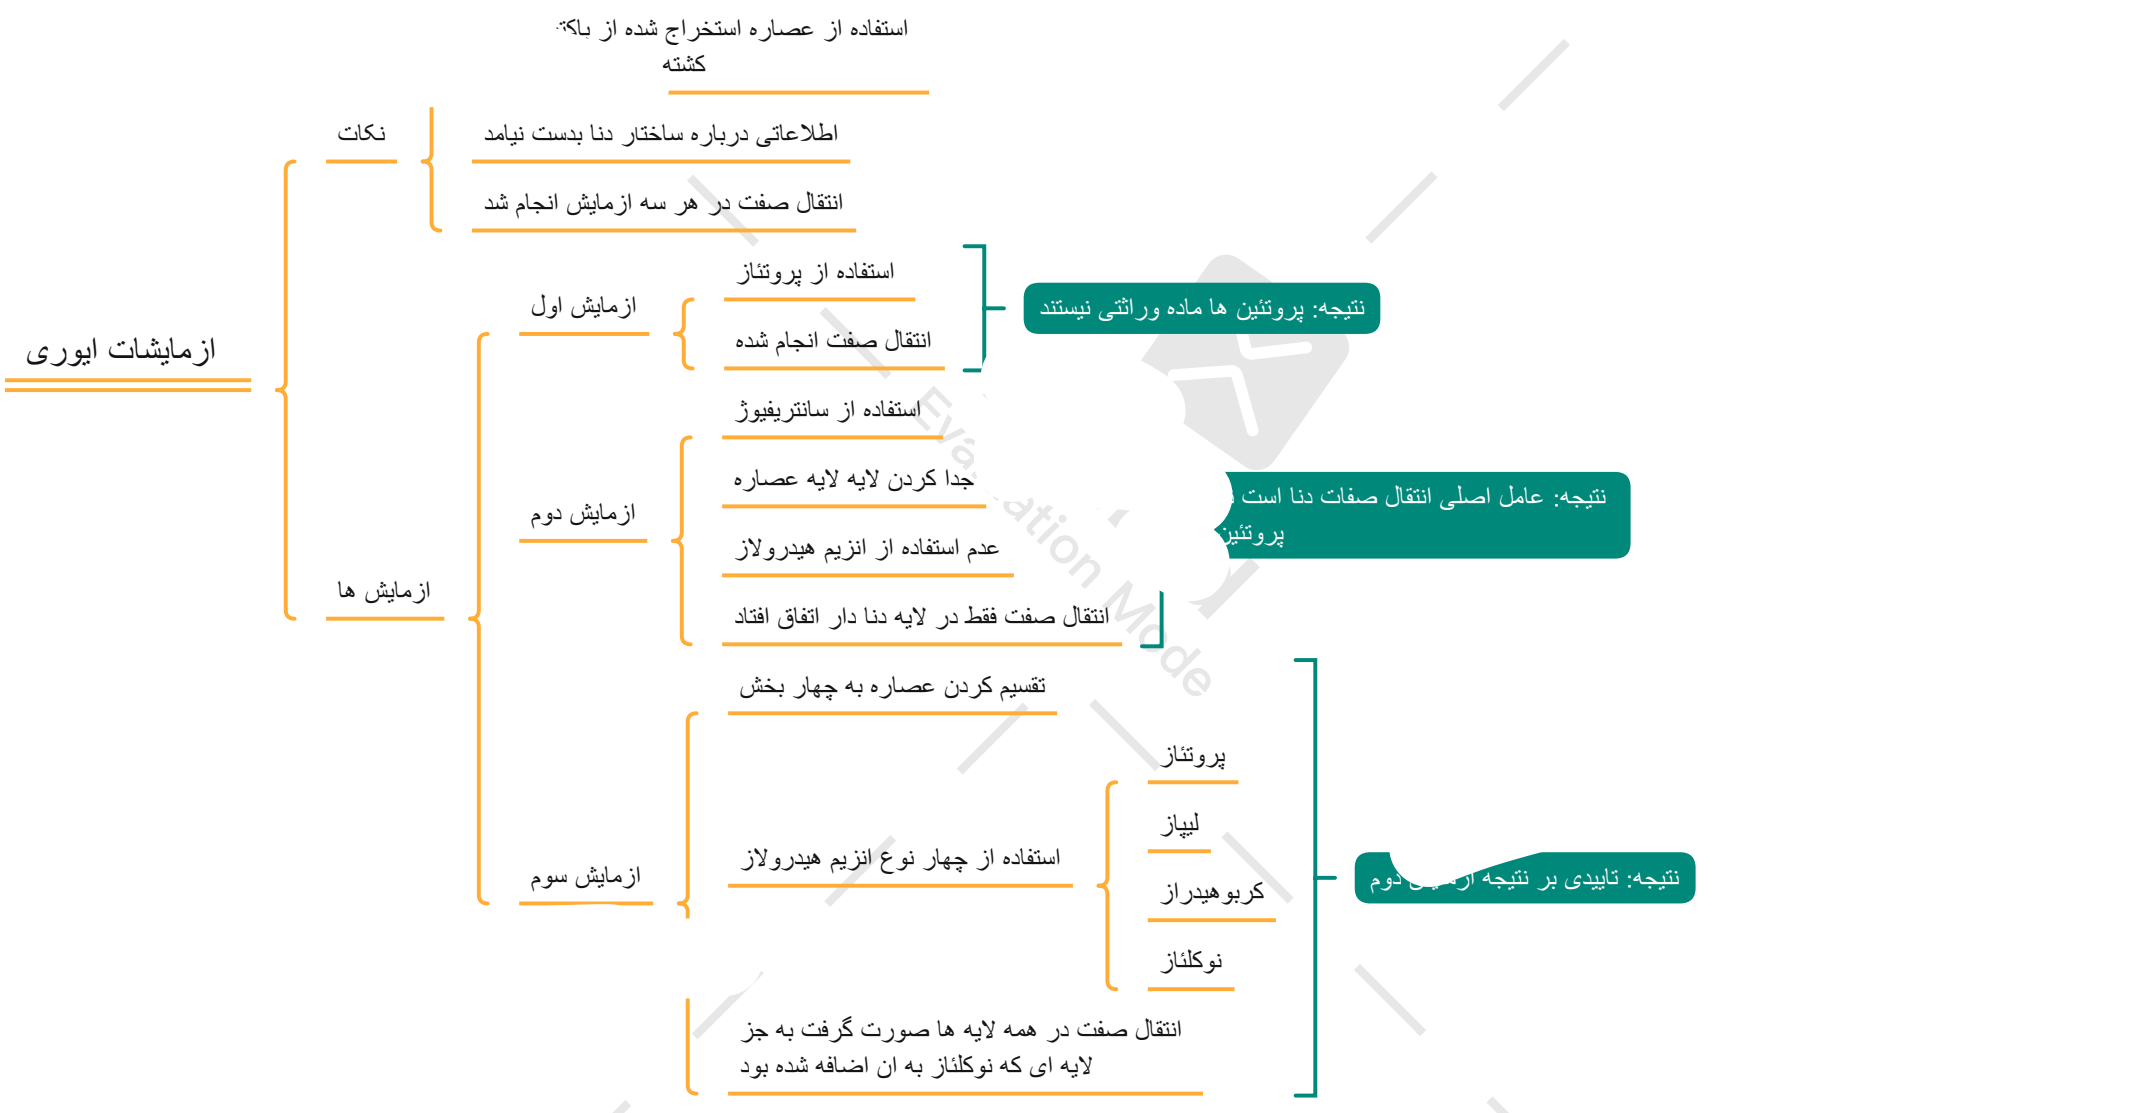 استفاده از عصاره استخراج شده از
کشته
نکات
اطلاعاتی درباره ساختار دنا بدست نیامد
انتقال صفت در هر سه ازمایش انجام شد
ازمایشات ایوری
ازمایش ها
ازمایش اول
استفاده از پروتئاز
انتقال صفت انجام شده
نتیجه: پروتئین ها ماده وراثتی نیستند
ازمایش دوم
استفاده از سانتریفیوژ
جدا کردن لایه لایه عصاره
عدم استفاده از انزیم هیدرولاز
انتقال صفت فقط در لایه دنا دار اتفاق افتاد
نتیجه: عامل اصلی انتقال صفات دنا است
پروتئین
ازمایش سوم
تقسیم کردن عصاره به چهار بخش
استفاده از چهار نوع انزیم هیدرولاز
پروتئاز
لیپاز
کربوهیدراز
نوکلئاز
انتقال صفت در همه لایه ها صورت گرفت به جز
لایه ای که نوکلئاز به ان اضافه شده بود
نتیجه: تاییدی بر نتیجه دوم
Mode